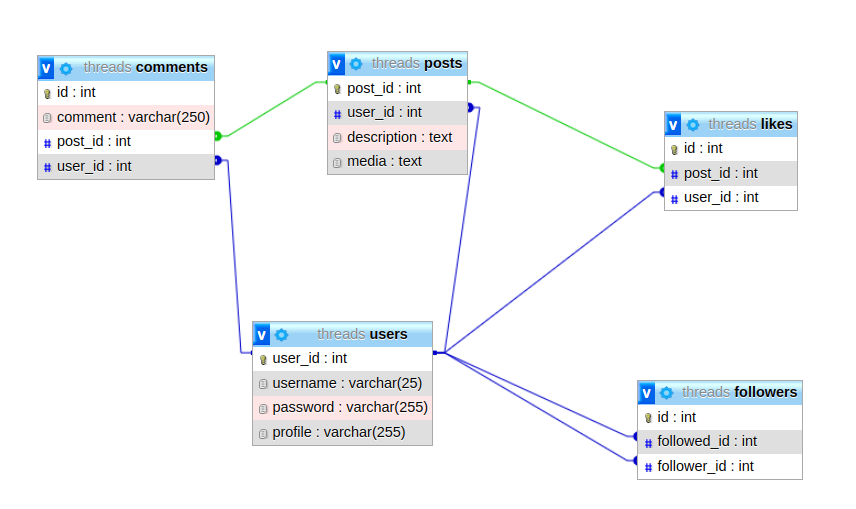 v threads comments
id : int
comment : varchar(250)
# post_id : int
# user_id : int
v threads posts
post_id : int
# user_id : int
description : text
media : text
v threads likes
id : int
# post_id : int
# user_id : int
v threads users
user_id : int
username : varchar(25)
password : varchar(255)
profile : varchar(255)
v threads followers
id : int
# followed_id : int
# follower_id : int